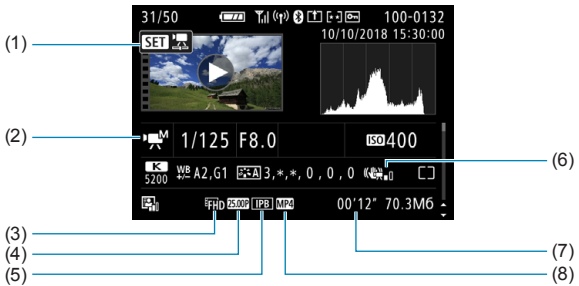 31/50 100-0132
(1) SET 10/10/2018 15:30:00
(2) M 1/125 F8.0 ISO 400
K 5200 WB +/- A2,G1 A 3,*,*,0,0,0 (6)
FHD 25.00P IPB MP4 00'12" 70.3Мб
(3) (7)
(4) (8)
(5)